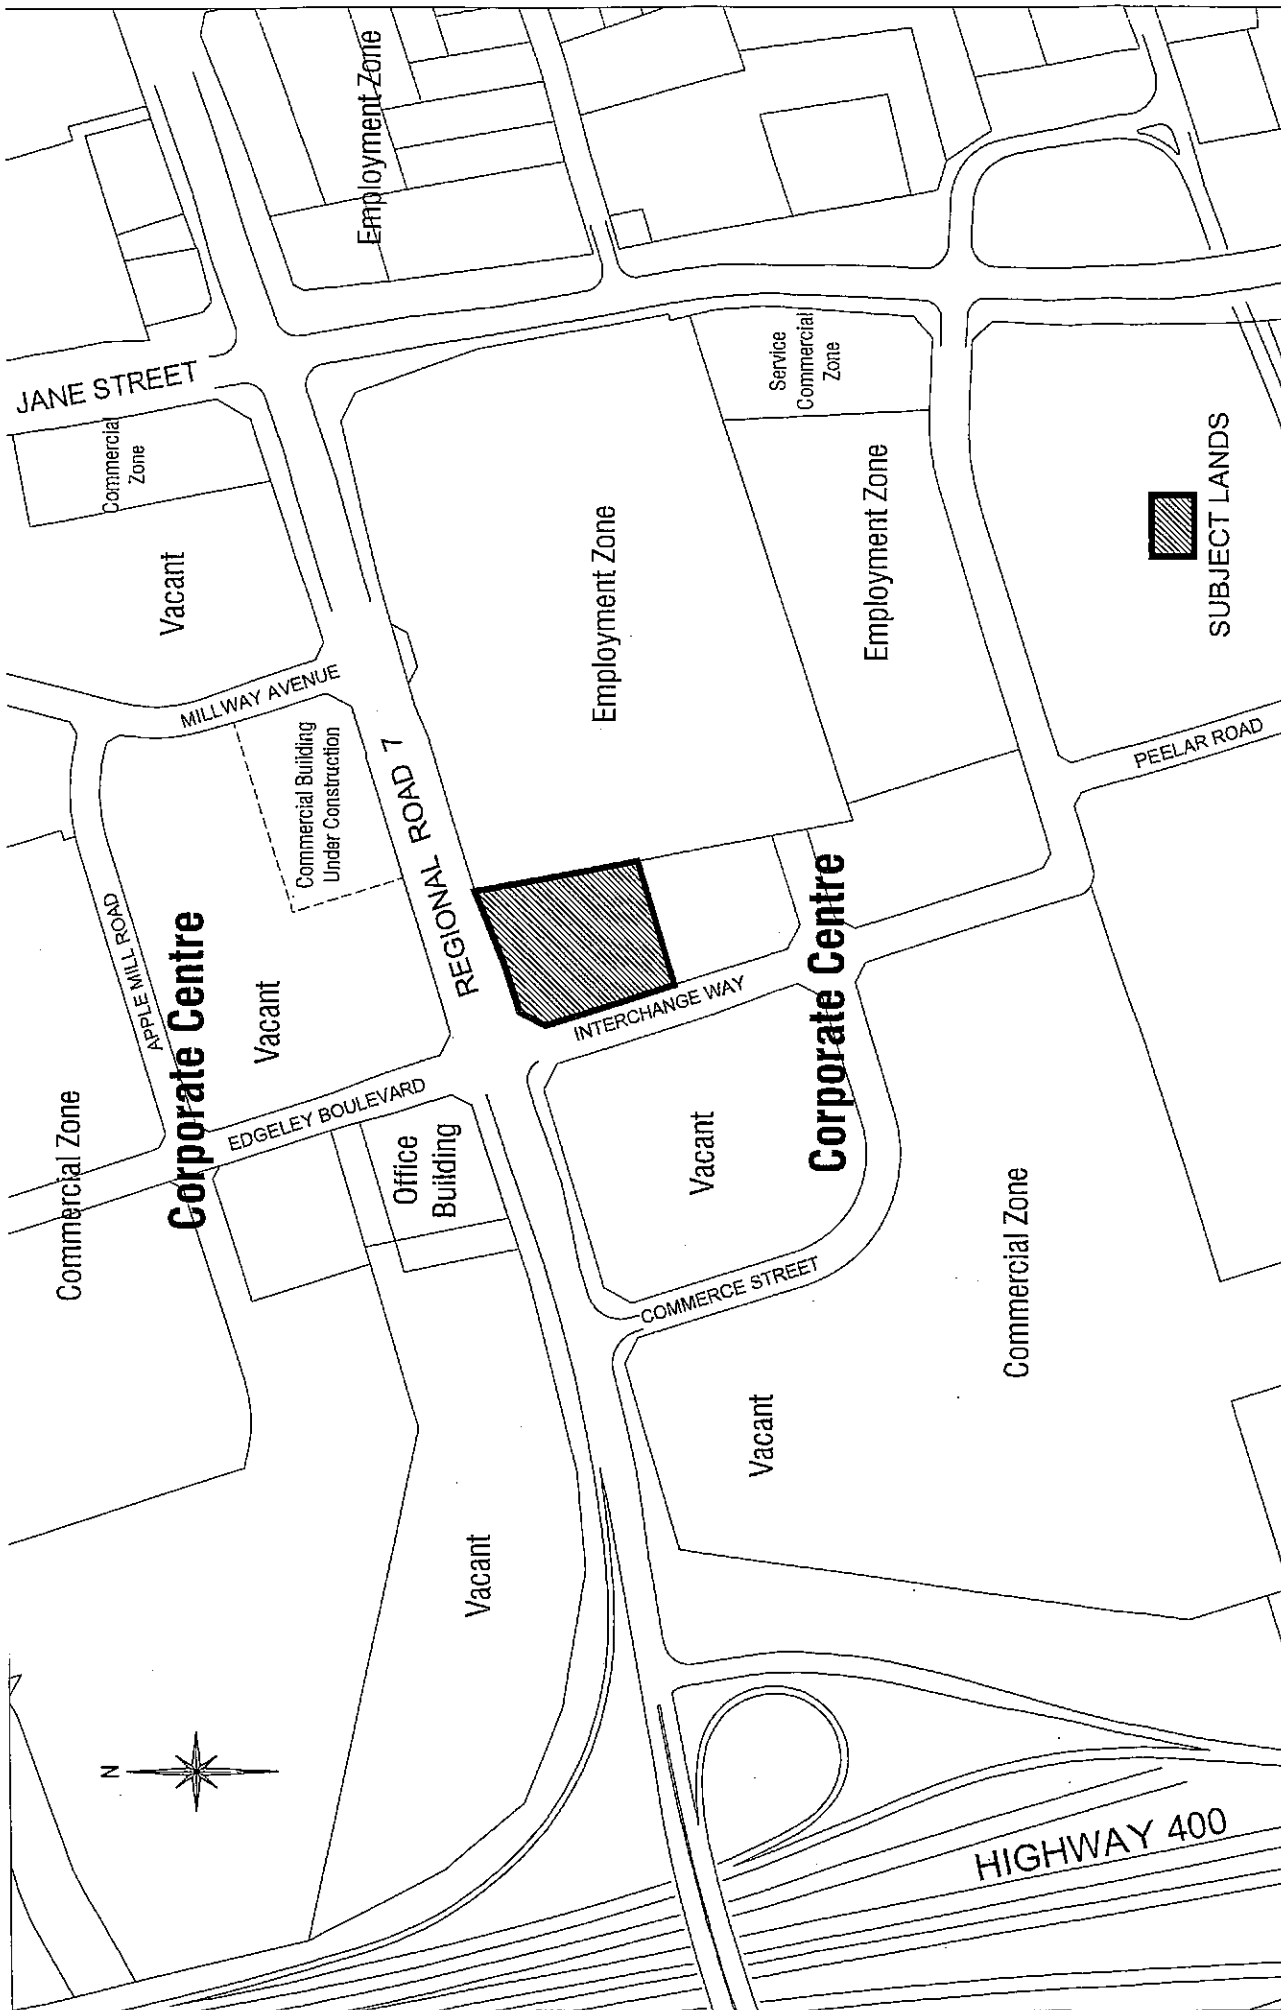 N
HIGHWAY 400
Vacant
Vacant
Commercial Zone
COMMERCE STREET
Commercial Zone
Corporate Centre
APPLE MILL ROAD
EDGELEY BOULEVARD
Office
Building
Vacant
Vacant
Corporate Centre
INTERCHANGE WAY
REGIONAL ROAD 7
Commercial Building
Under Construction
MILLWAY AVENUE
Vacant
Commercial
Zone
JANE STREET
Employment Zone
Employment Zone
Employment Zone
Service
Commercial
Zone
PEELAR ROAD
SUBJECT LANDS